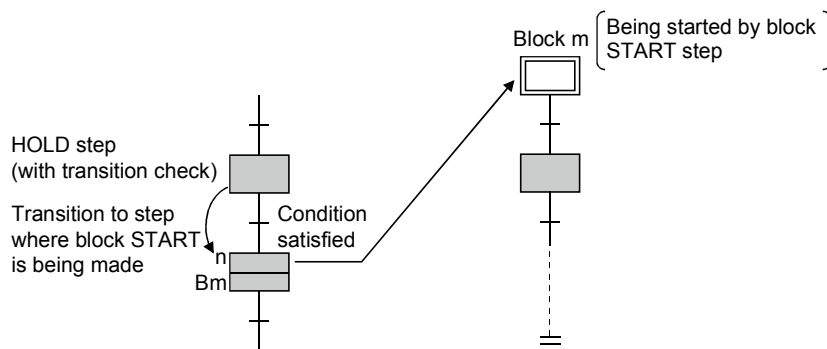 HOLD step
(with transition check)
Transition to step
where block START
is being made
Condition
satisfied
n
Bm
Block m
Being started by block
START step